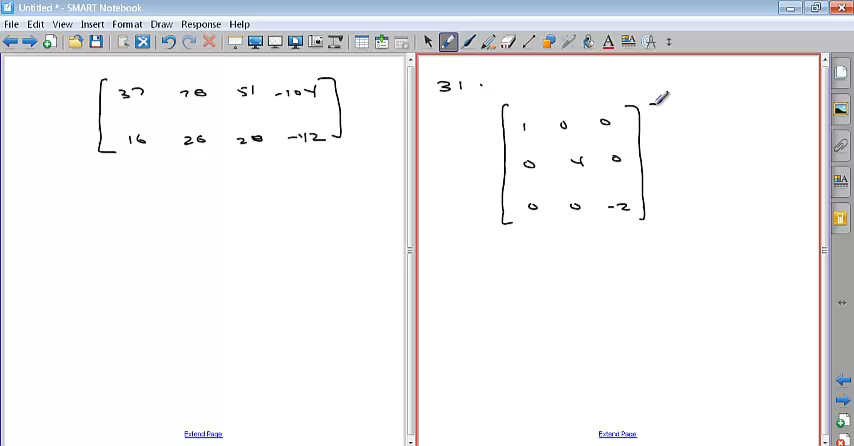 Untitled * - SMART Notebook
File Edit View Insert Format Draw Response Help
37 78 51 -104
16 28 28 -42
31.
1 0 0
0 4 0
0 0 -2
Extend Page
Extend Page